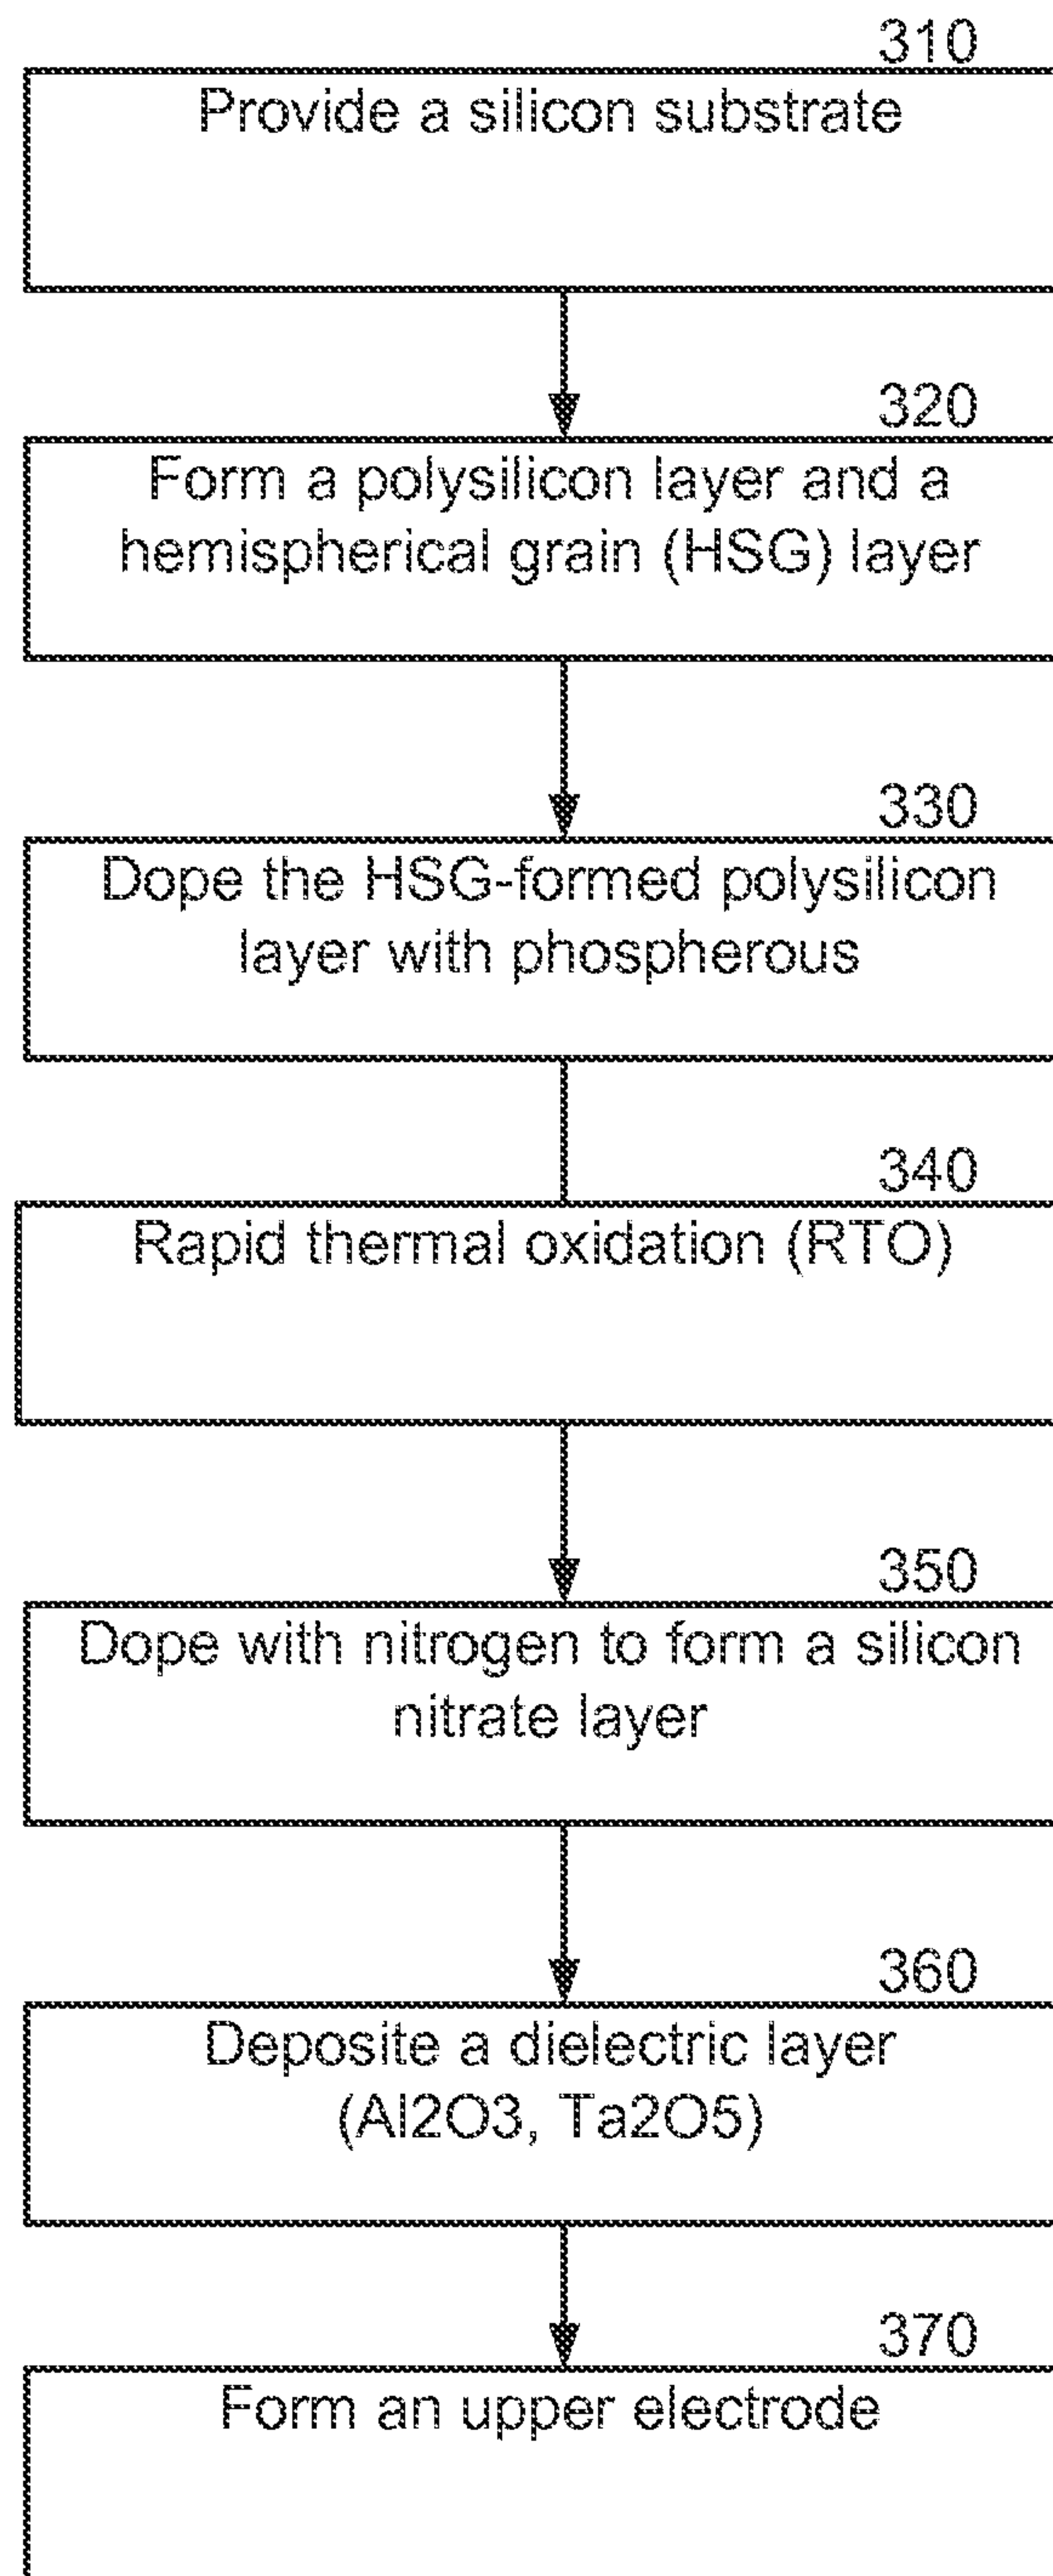 310
Provide a silicon substrate
320
Form a polysilicon layer and a
hemispherical grain (HSG) layer
330
Dope the HSG-formed polysilicon
layer with phospherous
340
Rapid thermal oxidation (RTO)
350
Dope with nitrogen to form a silicon
nitrate layer
360
Deposite a dielectric layer
(Al2O3, Ta2O5)
370
Form an upper electrode